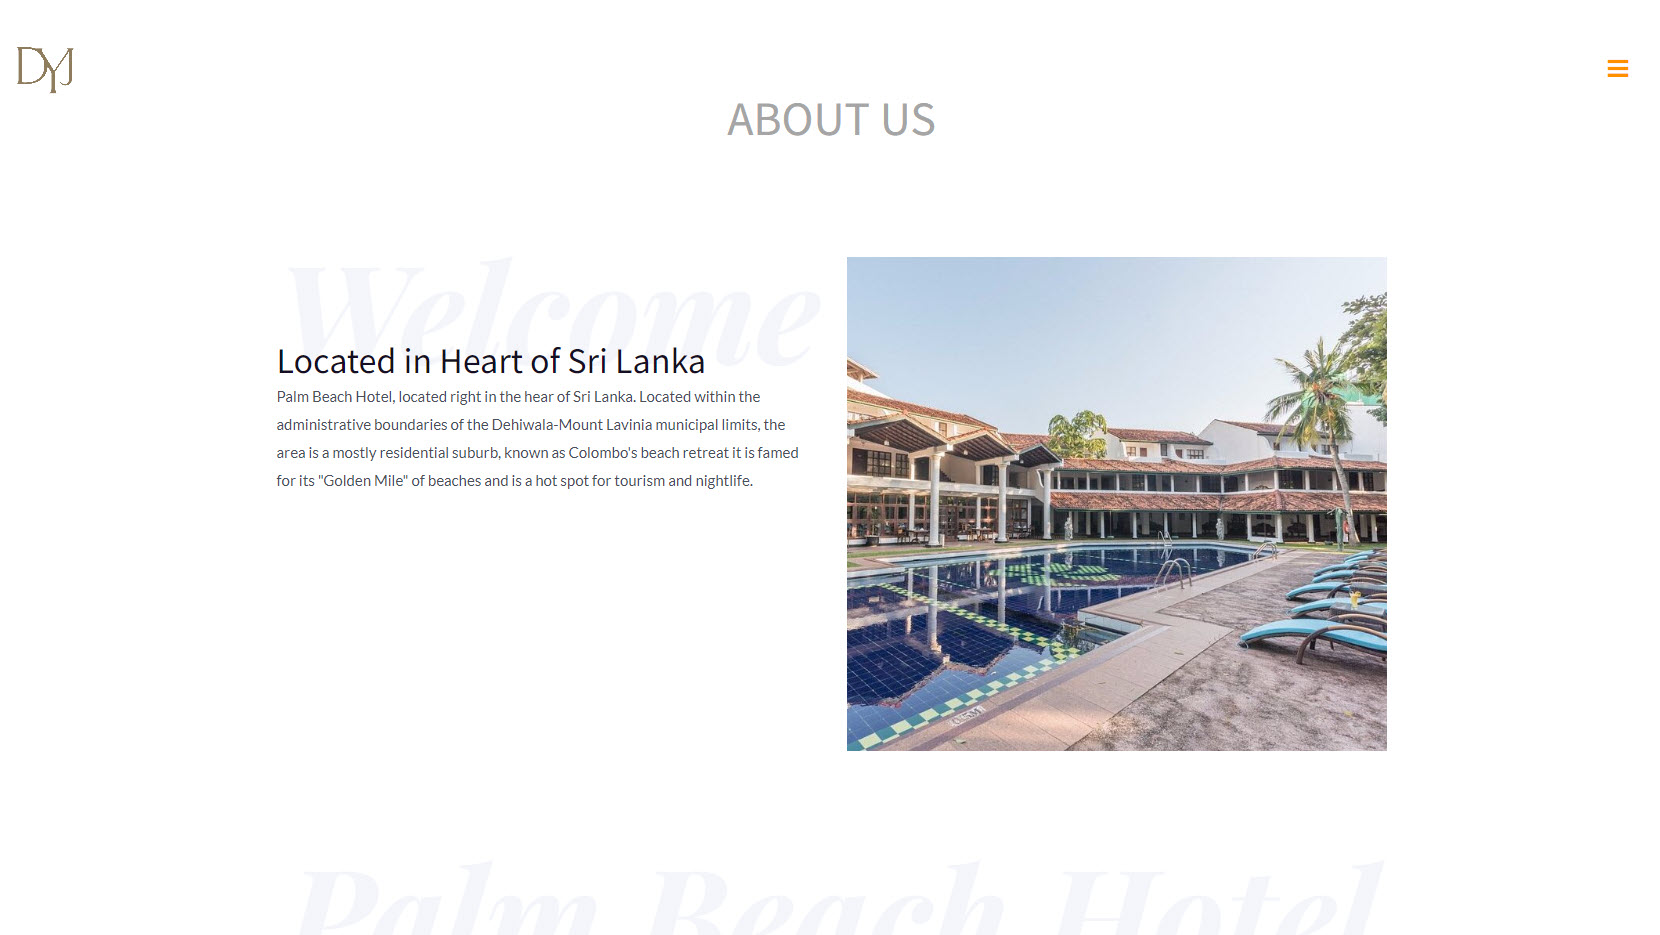 DYJ
ABOUT US
Welcome
Located in Heart of Sri Lanka
Palm Beach Hotel, located right in the hear of Sri Lanka. Located within the
administrative boundaries of the Dehiwala-Mount Lavinia municipal limits, the
area is a mostly residential suburb, known as Colombo's beach retreat it is famed
for its "Golden Mile" of beaches and is a hot spot for tourism and nightlife.
0.5M
Palm Beach Hotel